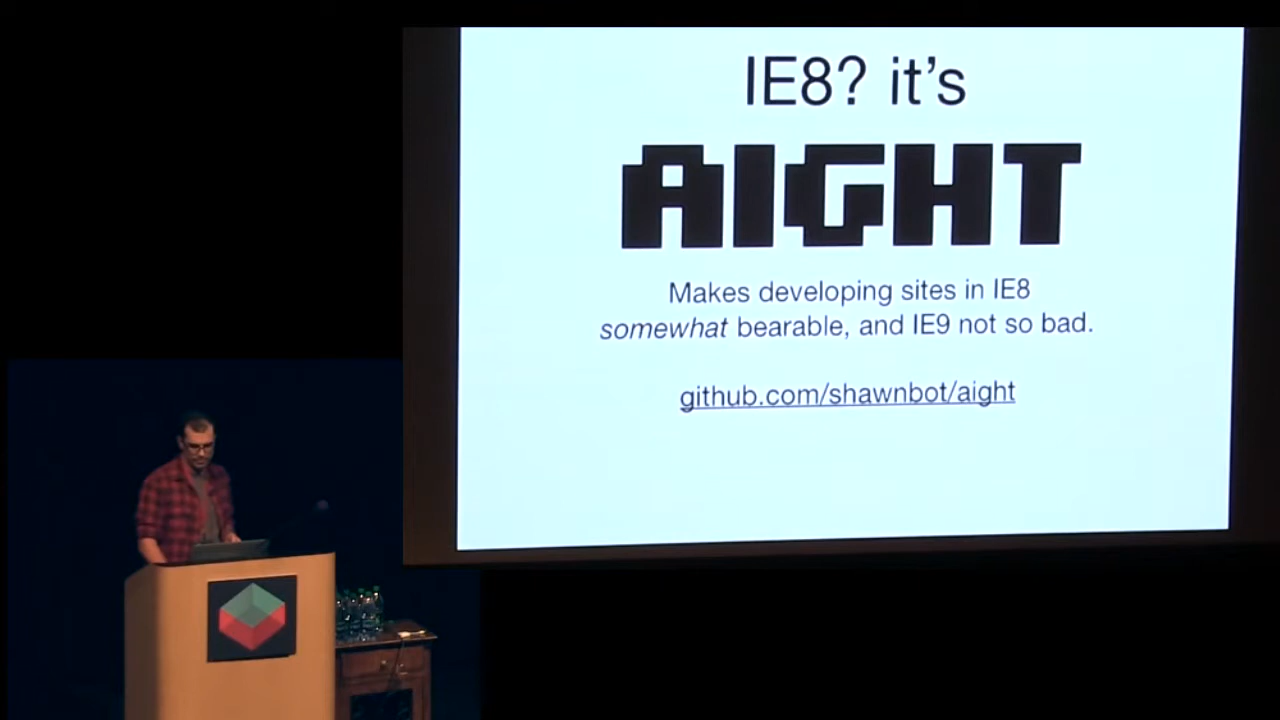 IE8? it's
AIGHT
Makes developing sites in IE8
somewhat bearable, and IE9 not so bad.
github.com/shawnbot/aight